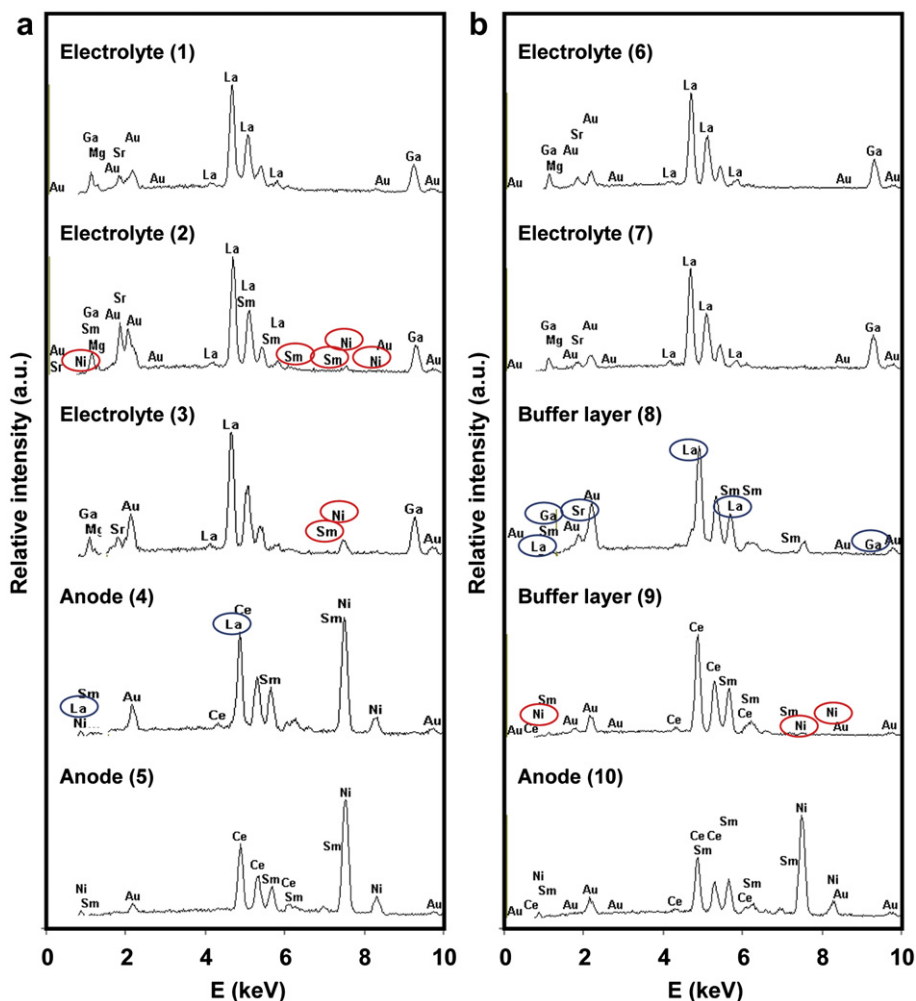 a
Relative intensity (a.u.)
Electrolyte (1)
La
La
Au
Ga Sr
Mg Au
Au Au La La Au Ga Au
Electrolyte (2)
La
Sr
Ga Au Au Sm La
Sm Mg Sm Ni
Au Ni Au La Sm Sm Ni Au Ga Au
Sr
Electrolyte (3)
La
Au
Ga Ni
Mg Sr La Sm Ga Au
Anode (4)
Ce Ni
La Sm
Sm Au Sm
La
Ni Ce Ni Au
Anode (5)
Ni
Ce
Sm
Ni Au Sm Ce Ni
Sm Sm Au
0 2 4 6 8 10
E (keV)
b
Relative intensity (a.u.)
Electrolyte (6)
La
Au
Sr La
Ga Au
Mg Ga
Au Au La La Au Au
Electrolyte (7)
La
La
Ga Sr Au Ga
Mg Au
Au Au La La Au Au
Buffer layer (8)
La
Au Sm Sm
Ga Sr La
Au Sm Au Sm Au
La Au Ga
Buffer layer (9)
Ce
Ce
Sm Sm Sm
Ni Au Sm Ni
Au Ce Au Au Ce Ce Ni Au Au
Anode (10)
Ni
Sm
Ce Ce
Sm Sm
Ni Au Sm Ni
Sm Au
Au Ce Au Au Ce Ce Au
0 2 4 6 8 10
E (keV)